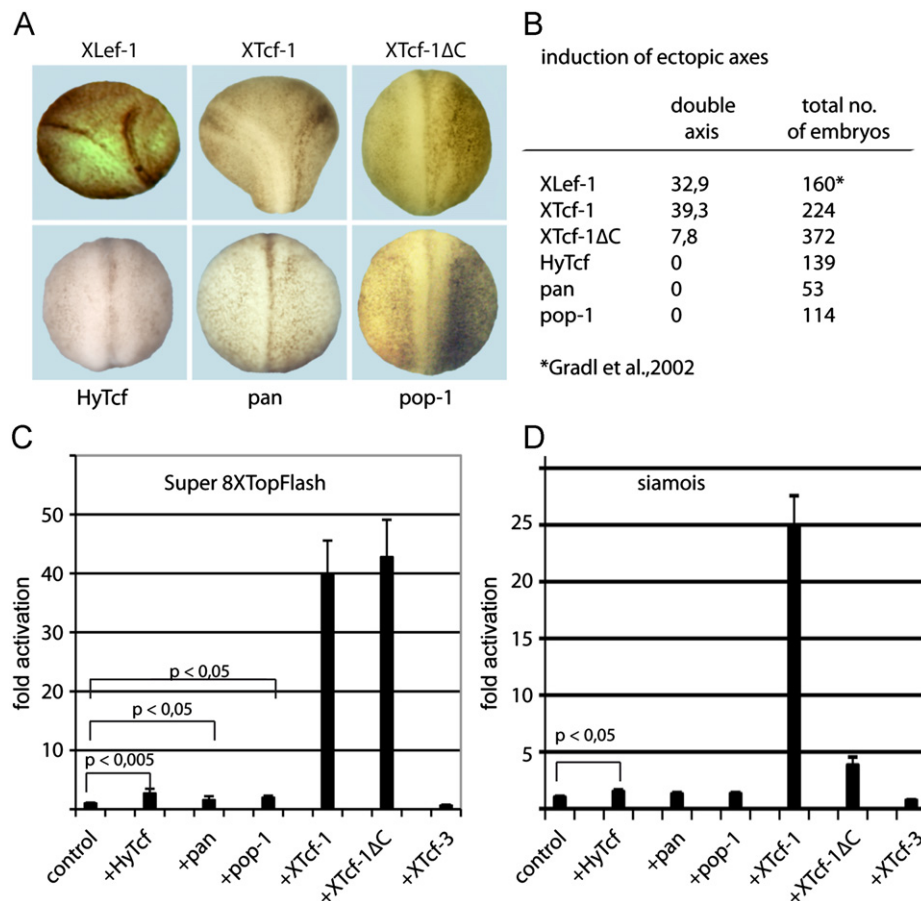 A
XLef-1 XTcf-1 XTcf-1ΔC
HyTcf pan pop-1
B
induction of ectopic axes
double axis total no. of embryos
XLef-1 32,9 160*
XTcf-1 39,3 224
XTcf-1ΔC 7,8 372
HyTcf 0 139
pan 0 53
pop-1 0 114
*Gradl et al.,2002
C
Super 8XTopFlash
fold activation
50
40
30
20
10
p < 0,05
p < 0,05
p < 0,005
control +HyTcf +pan +pop-1 +XTcf-1 +XTcf-1ΔC +XTcf-3
D
siamois
fold activation
25
20
15
10
5
p < 0,05
control +HyTcf +pan +pop-1 +XTcf-1 +XTcf-1ΔC +XTcf-3